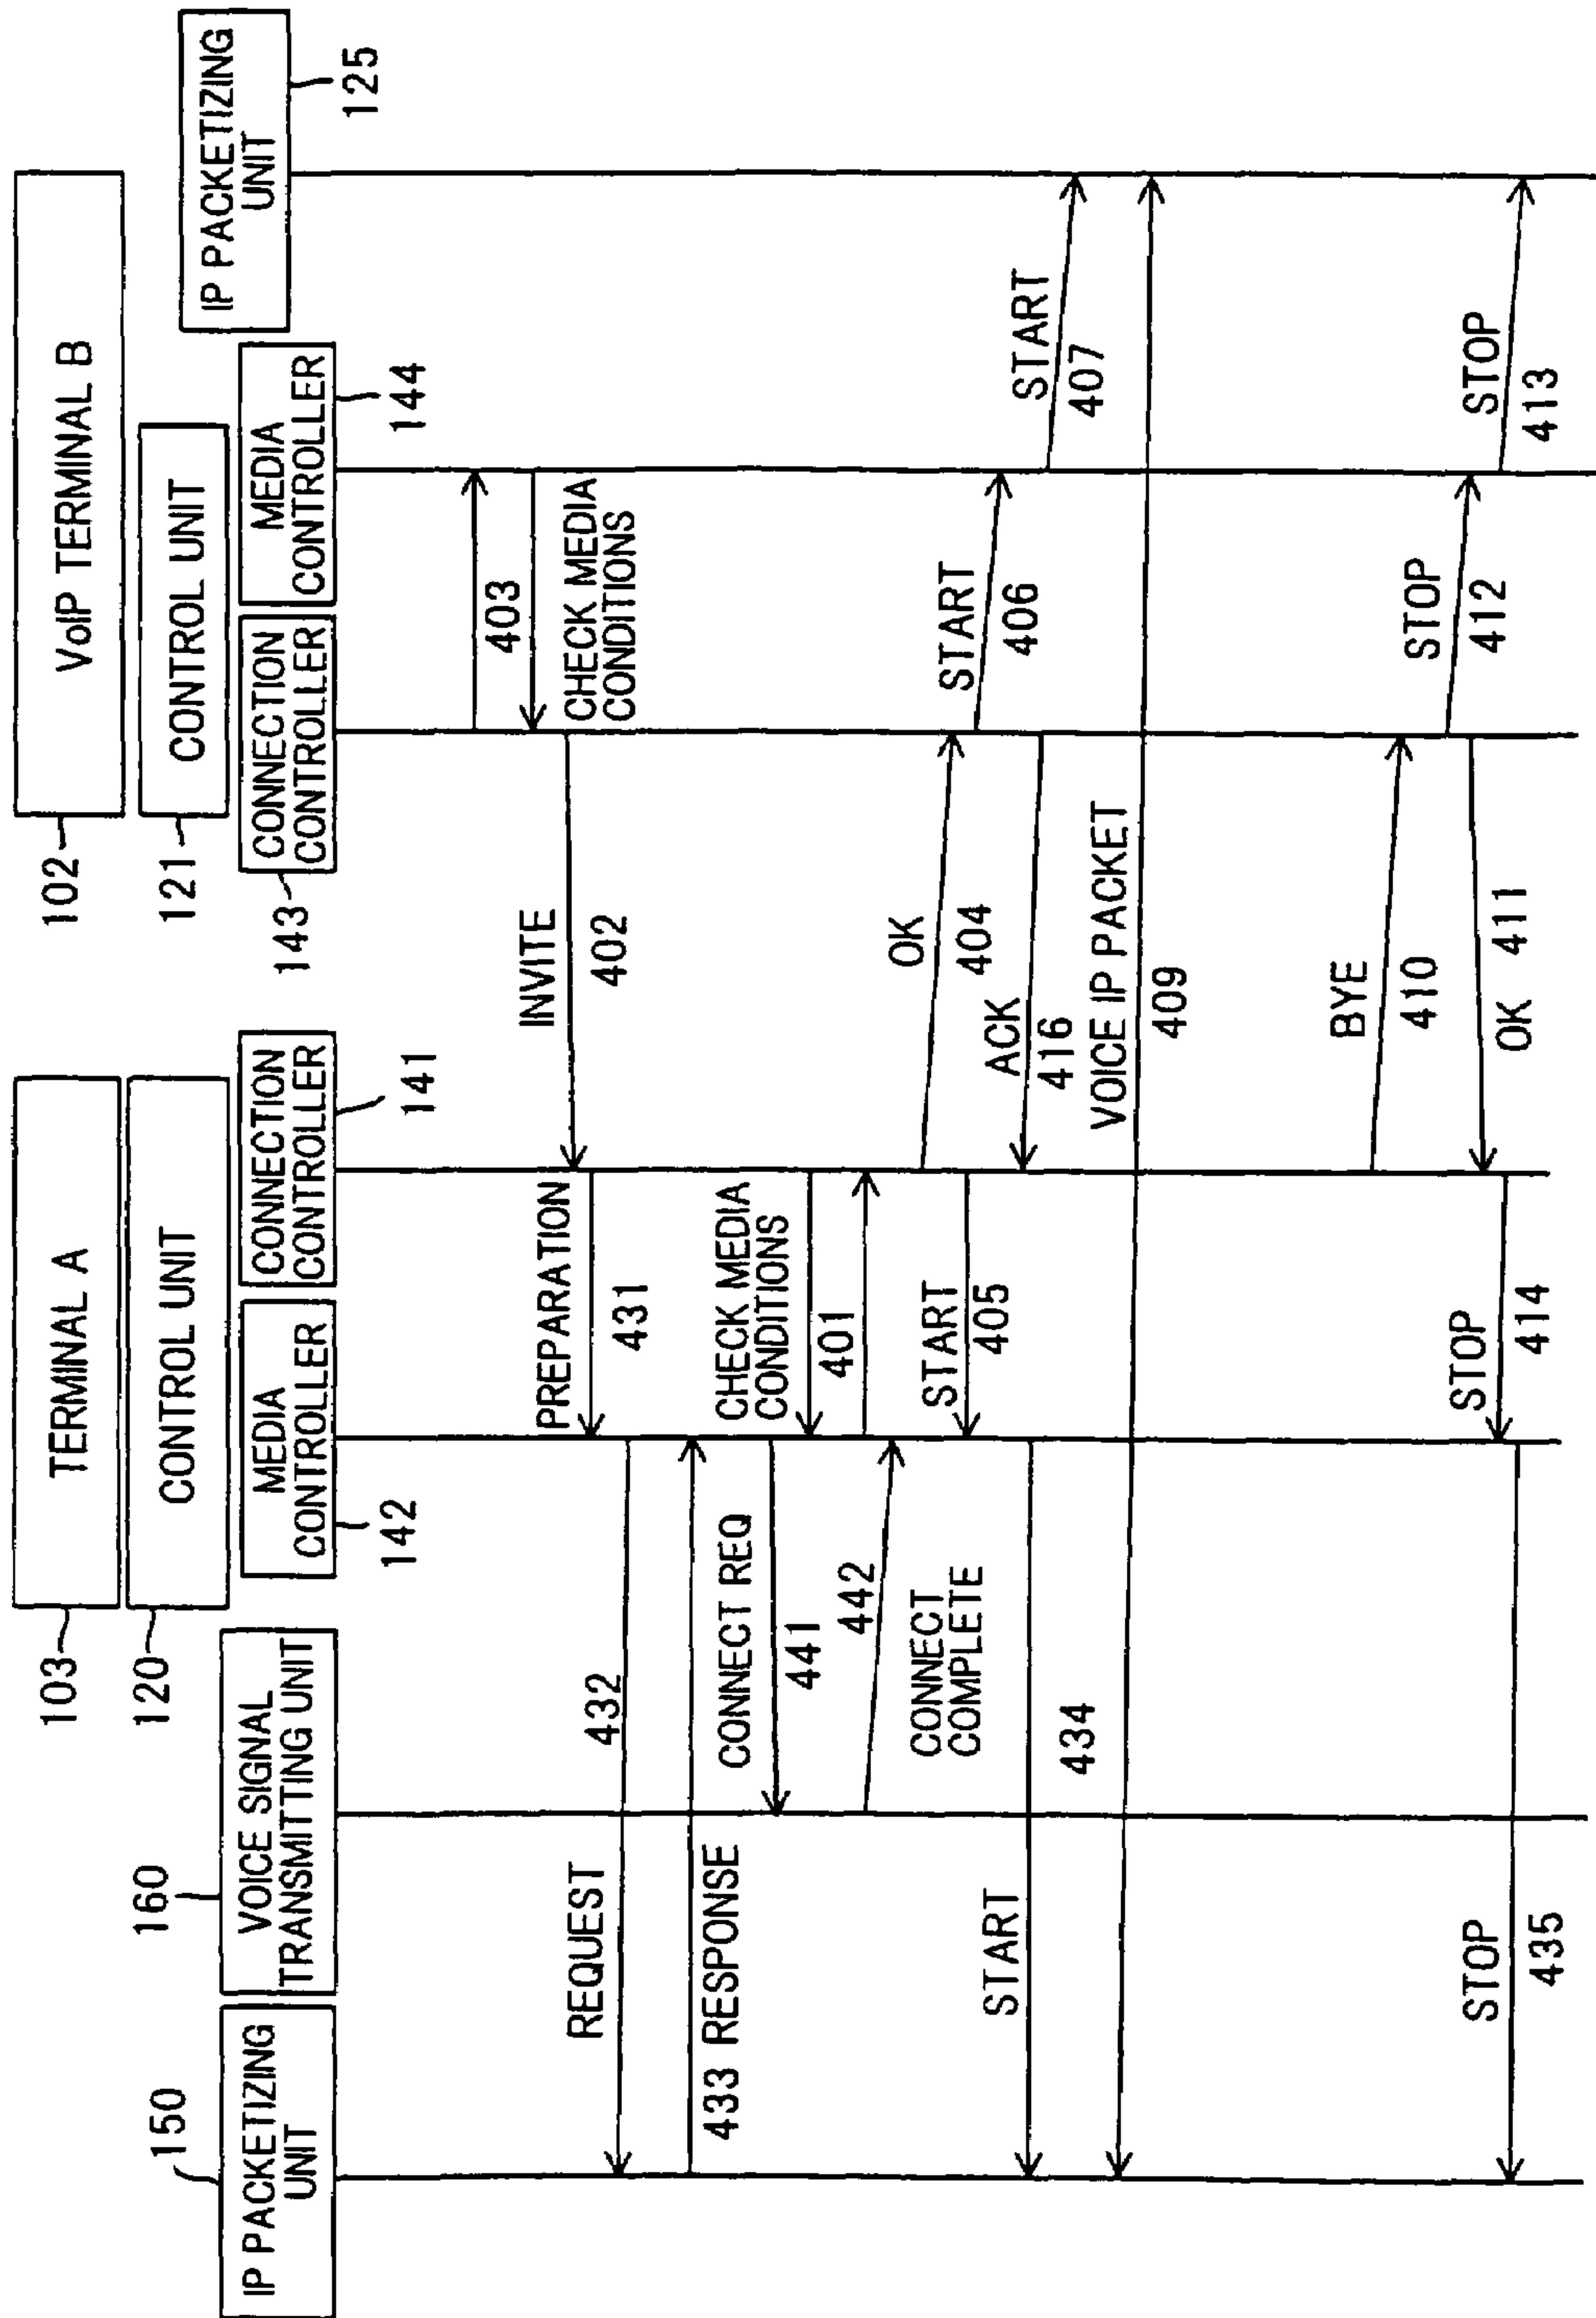 150
IP PACKETIZING
UNIT
160
VOICE SIGNAL
TRANSMITTING UNIT
103
TERMINAL A
120
CONTROL UNIT
MEDIA
CONTROLLER
142
CONNECTION
CONTROLLER
141
102
VoIP TERMINAL B
121
CONTROL UNIT
143
CONNECTION
CONTROLLER
MEDIA
CONTROLLER
144
IP PACKETIZING
UNIT
125
403
CHECK MEDIA
CONDITIONS
INVITE
402
PREPARATION
431
REQUEST
432
433 RESPONSE
CONNECT REQ
441
CHECK MEDIA
CONDITIONS
401
442
CONNECT
COMPLETE
OK
404
START
405
START
406
ACK
416
START
434
START
407
VOICE IP PACKET
409
BYE
410
STOP
412
OK 411
STOP
413
STOP
414
STOP
435